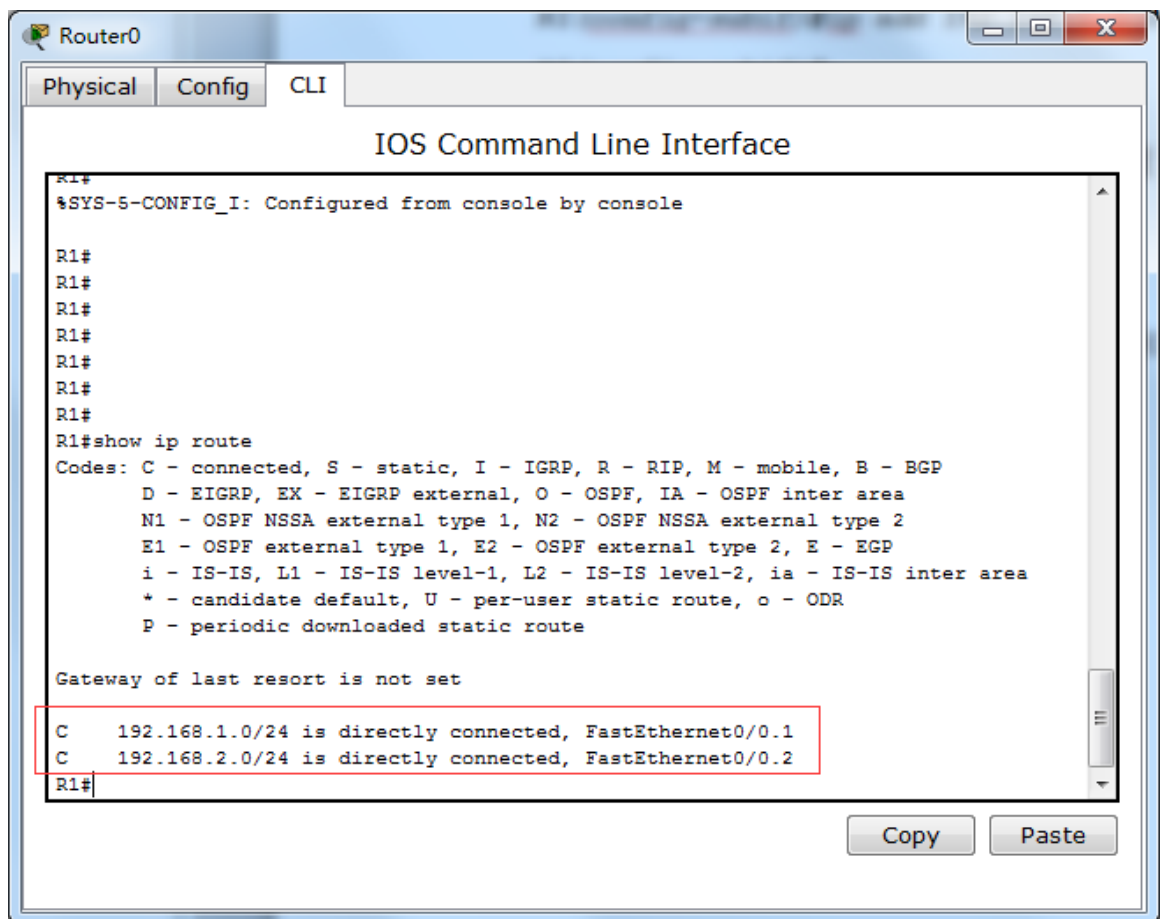 Router0
Physical Config CLI
IOS Command Line Interface
R1#
%SYS-5-CONFIG_I: Configured from console by console
R1#
R1#
R1#
R1#
R1#
R1#
R1#
R1#show ip route
Codes: C - connected, S - static, I - IGRP, R - RIP, M - mobile, B - BGP
D - EIGRP, EX - EIGRP external, O - OSPF, IA - OSPF inter area
N1 - OSPF NSSA external type 1, N2 - OSPF NSSA external type 2
E1 - OSPF external type 1, E2 - OSPF external type 2, E - EGP
i - IS-IS, L1 - IS-IS level-1, L2 - IS-IS level-2, ia - IS-IS inter area
* - candidate default, U - per-user static route, o - ODR
P - periodic downloaded static route
Gateway of last resort is not set
C 192.168.1.0/24 is directly connected, FastEthernet0/0.1
C 192.168.2.0/24 is directly connected, FastEthernet0/0.2
R1#
Copy Paste